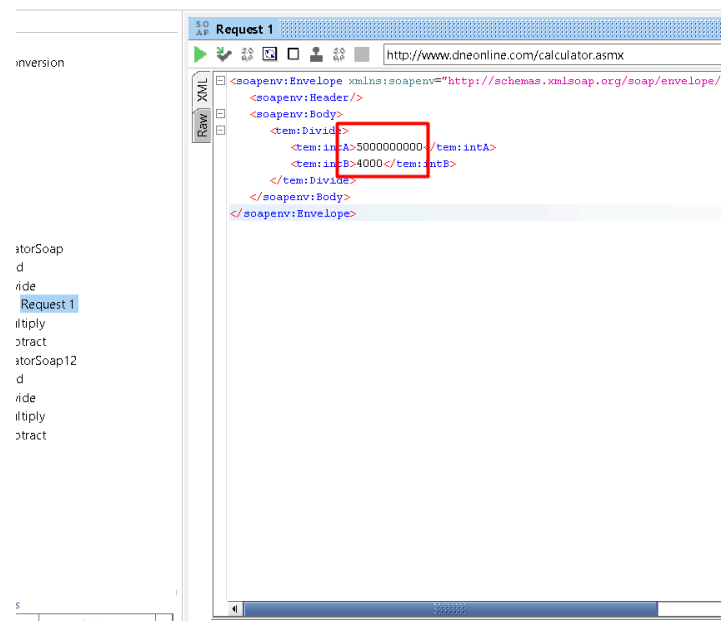 Request 1
http://www.dneonline.com/calculator.asmx
XML
Raw
<soapenv:Envelope xmlns:soapenv="http://schemas.xmlsoap.org/soap/envelope/
<soapenv:Header/>
<soapenv:Body>
<tem:Divide>
<tem:intA>5000000000</tem:intA>
<tem:intB>4000</tem:intB>
</tem:Divide>
</soapenv:Body>
</soapenv:Envelope>
onversion
atorSoap
d
vide
Request 1
ultiply
otract
atorSoap12
d
vide
ultiply
otract
s